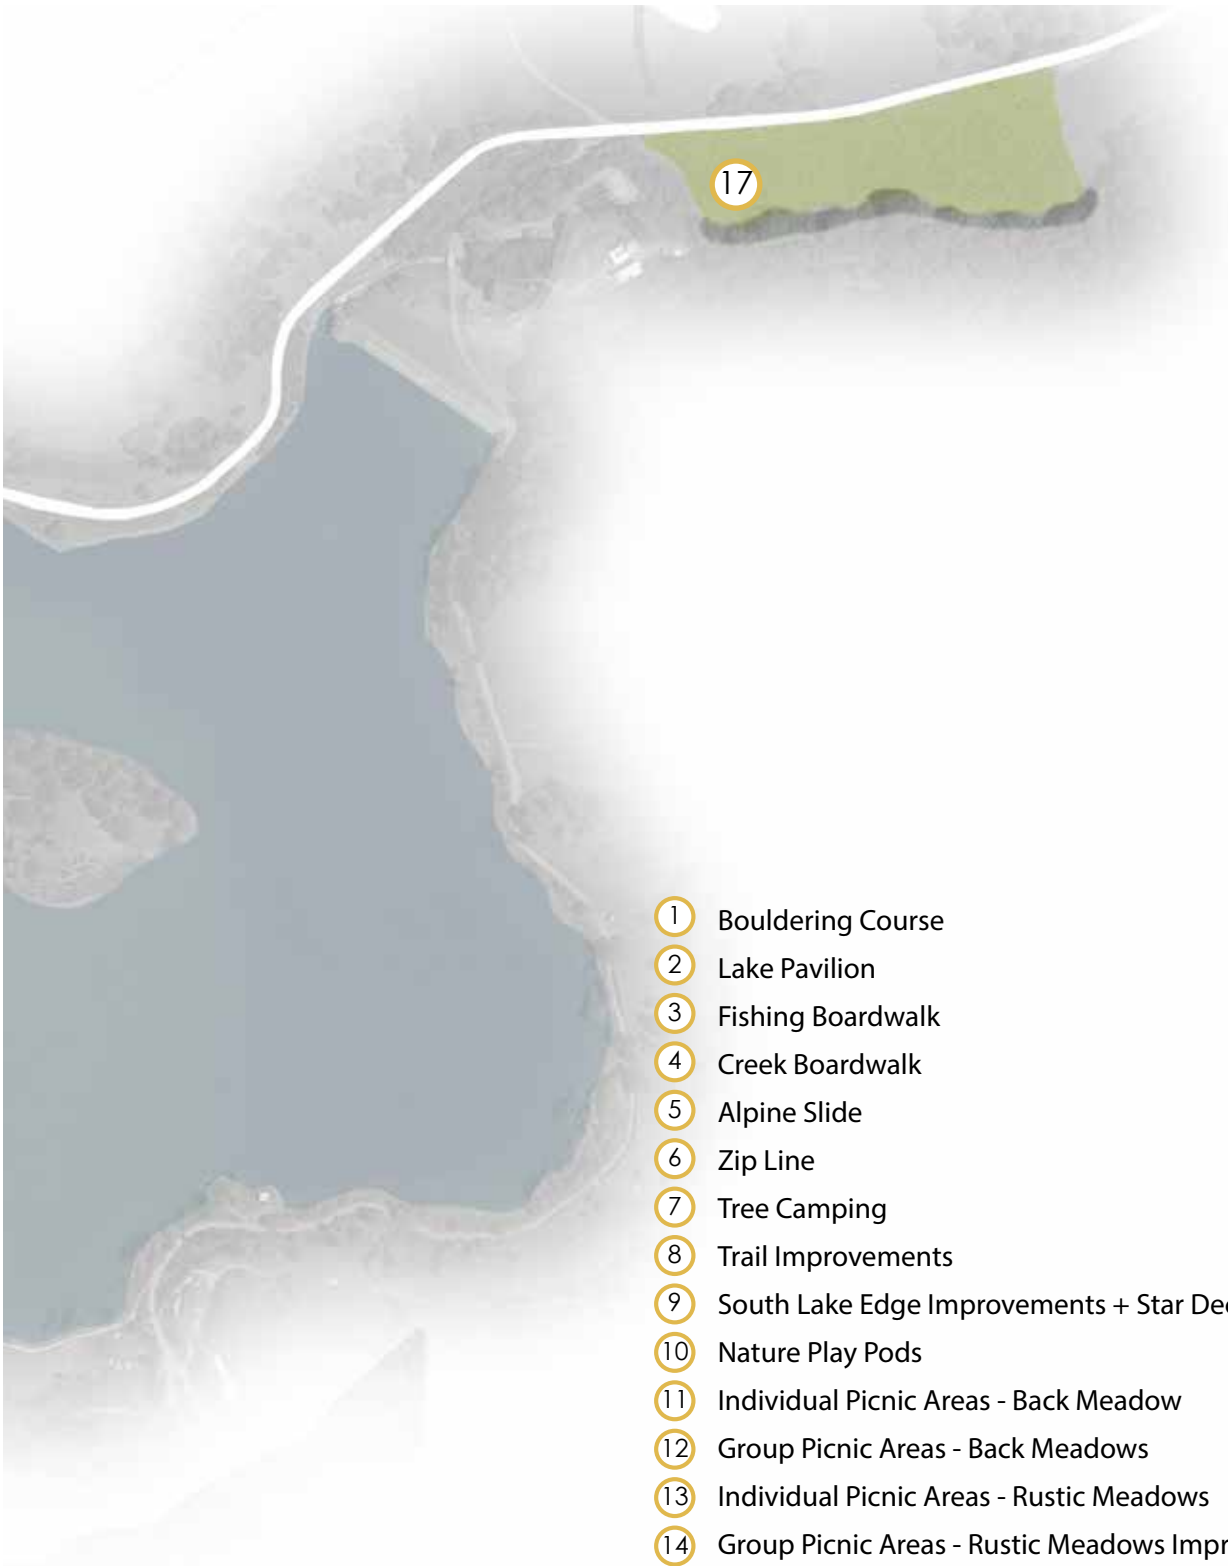 17
1 Bouldering Course
2 Lake Pavilion
3 Fishing Boardwalk
4 Creek Boardwalk
5 Alpine Slide
6 Zip Line
7 Tree Camping
8 Trail Improvements
9 South Lake Edge Improvements + Star
10 Nature Play Pods
11 Individual Picnic Areas - Back Meadow
12 Group Picnic Areas - Back Meadows
13 Individual Picnic Areas - Rustic Meadows
14 Group Picnic Areas - Rustic Meadows